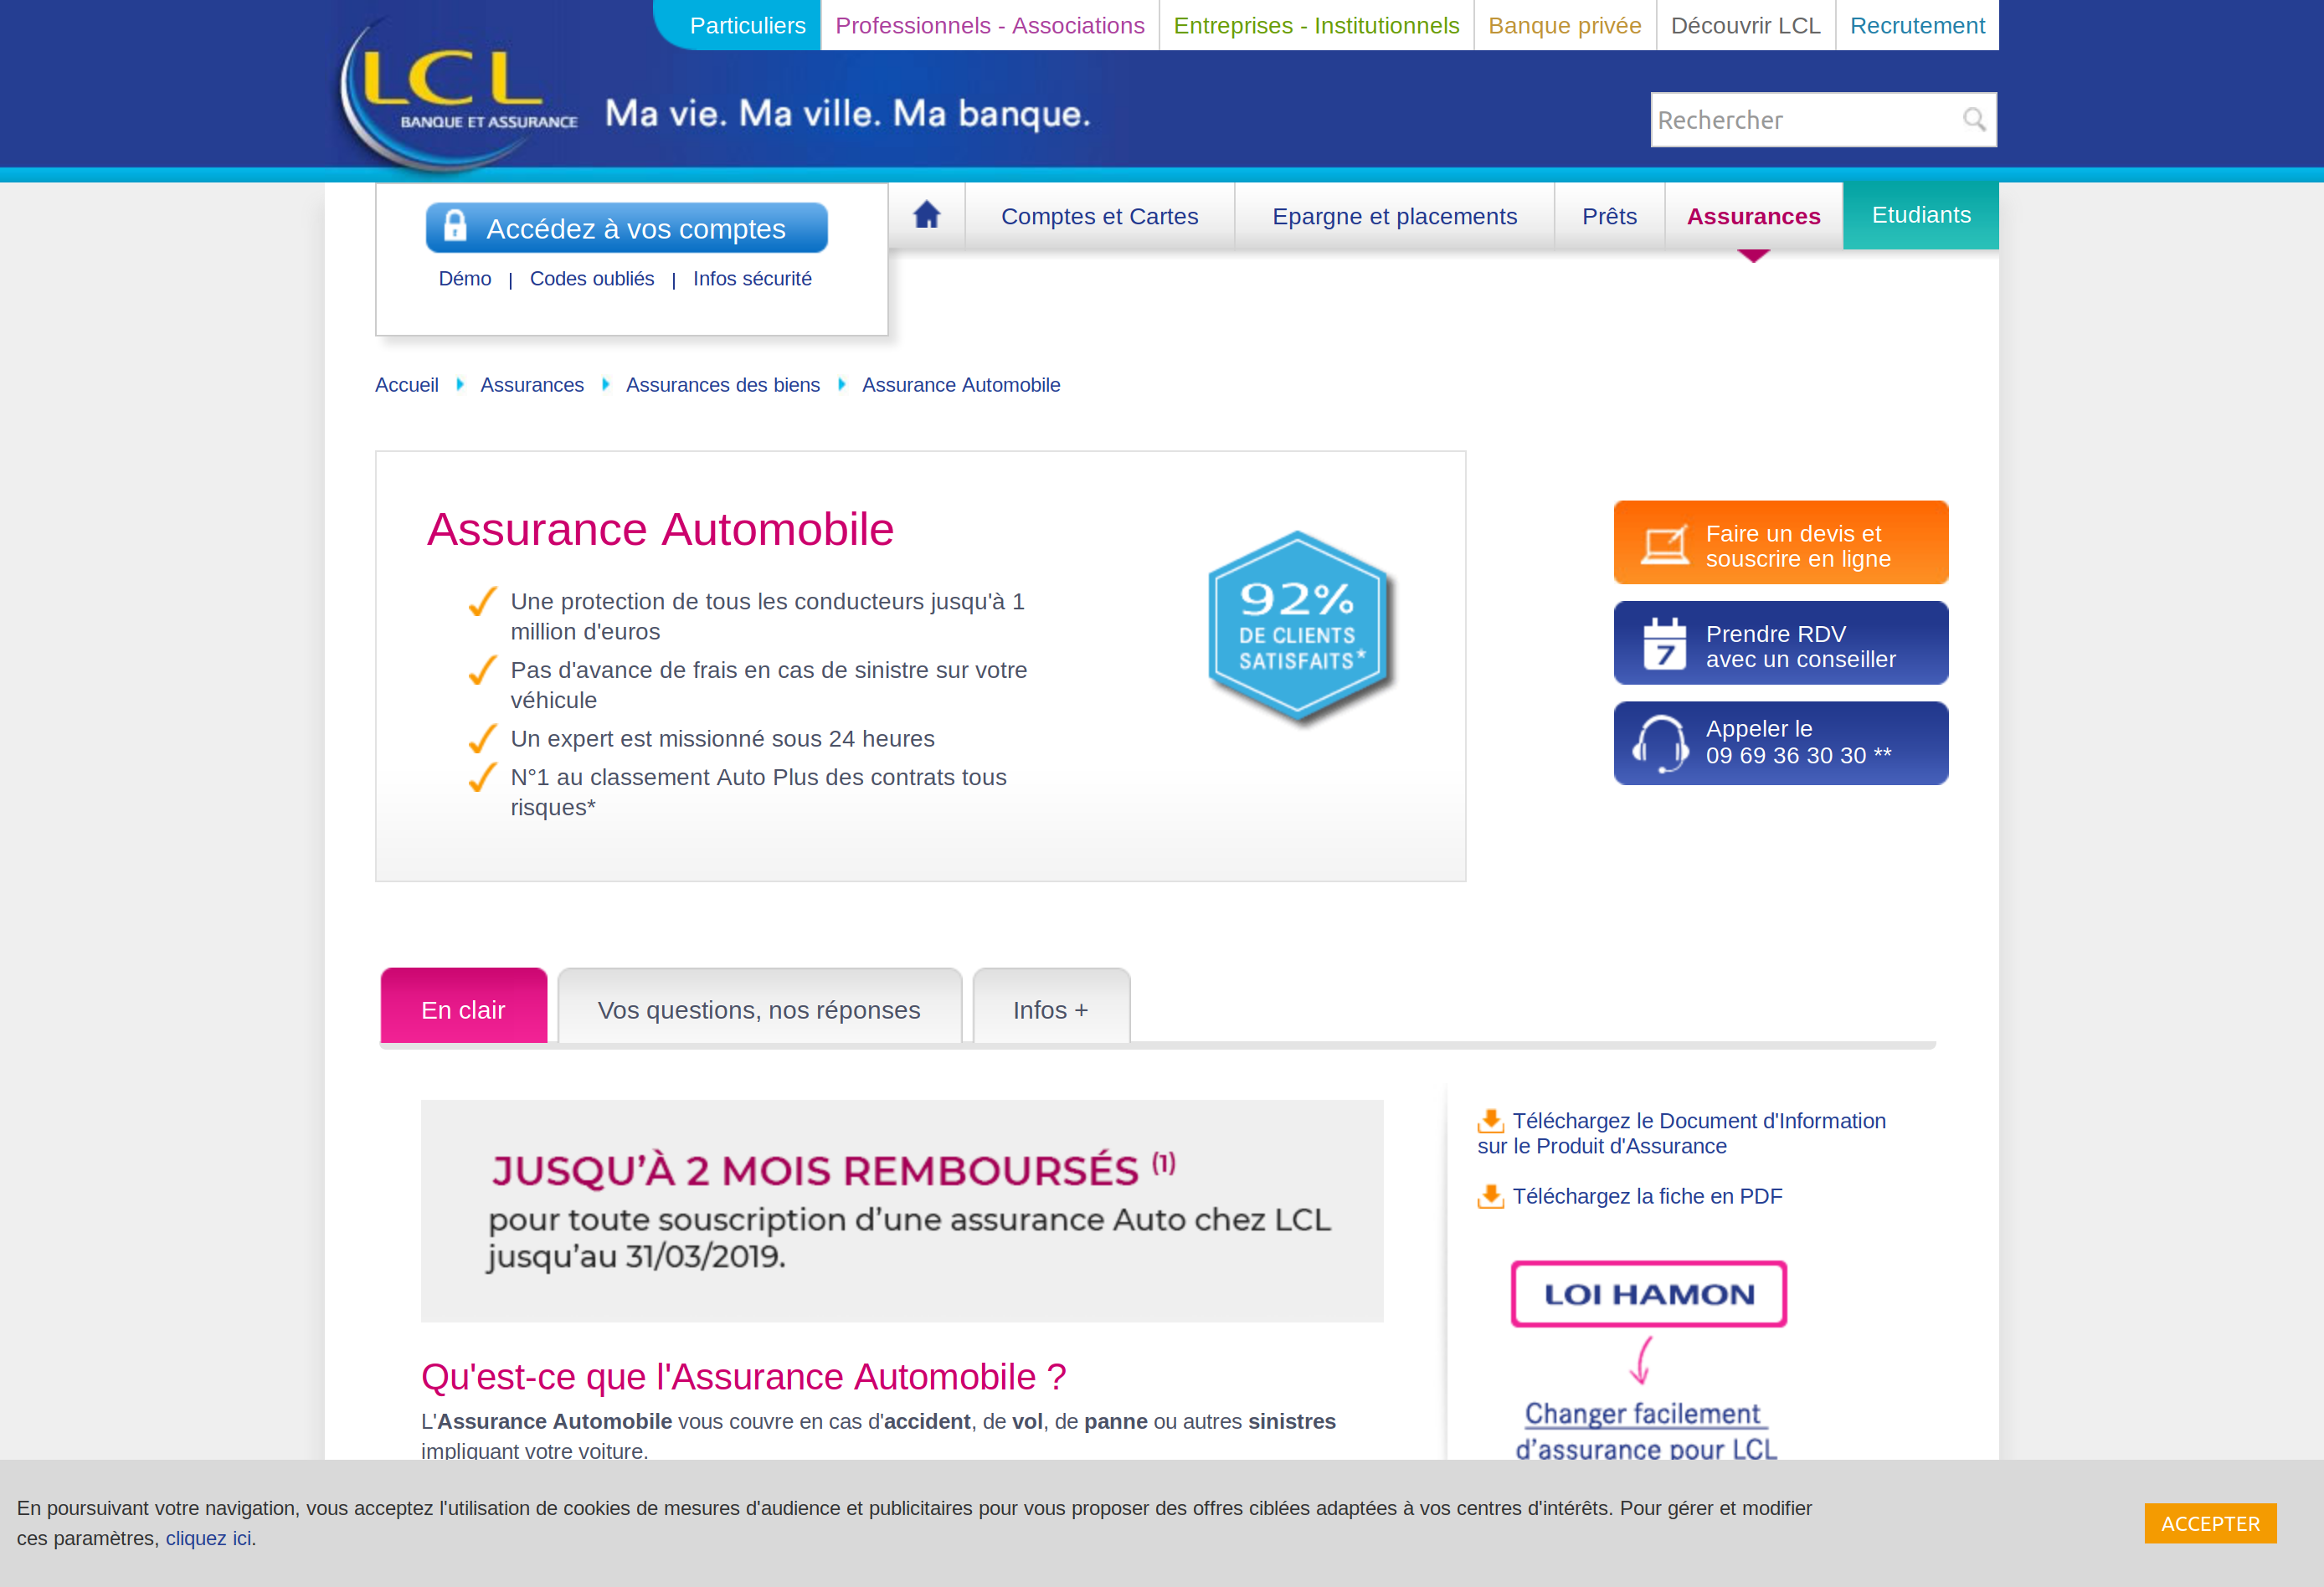 Particuliers
Professionnels - Associations
Entreprises - Institutionnels
Banque privée
Découvrir LCL
Recrutement
LCL
BANQUE ET ASSURANCE
Ma vie. Ma ville. Ma banque.
Rechercher
Accédez à vos comptes
Démo | Codes oubliés | Infos sécurité
Comptes et Cartes
Epargne et placements
Prêts
Assurances
Etudiants
Accueil Assurances Assurances des biens Assurance Automobile
Assurance Automobile
Une protection de tous les conducteurs jusqu'à 1
million d'euros
Pas d'avance de frais en cas de sinistre sur votre
véhicule
Un expert est missionné sous 24 heures
N°1 au classement Auto Plus des contrats tous
risques*
92%
DE CLIENTS
SATISFAITS*
Faire un devis et
souscrire en ligne
7
Prendre RDV
avec un conseiller
Appeler le
09 69 36 30 30 **
En clair
Vos questions, nos réponses
Infos +
JUSQU'À 2 MOIS REMBOURSÉS (1)
pour toute souscription d'une assurance Auto chez LCL
jusqu'au 31/03/2019.
Qu'est-ce que l'Assurance Automobile ?
L'Assurance Automobile vous couvre en cas d'accident, de vol, de panne ou autres sinistres
impliquant votre voiture.
Téléchargez le Document d'Information
sur le Produit d'Assurance
Téléchargez la fiche en PDF
LOI HAMON
Changer facilement
d'assurance pour LCL
En poursuivant votre navigation, vous acceptez l'utilisation de cookies de mesures d'audience et publicitaires pour vous proposer des offres ciblées adaptées à vos centres d'intérêts. Pour gérer et modifier
ces paramètres, cliquez ici.
ACCEPTER